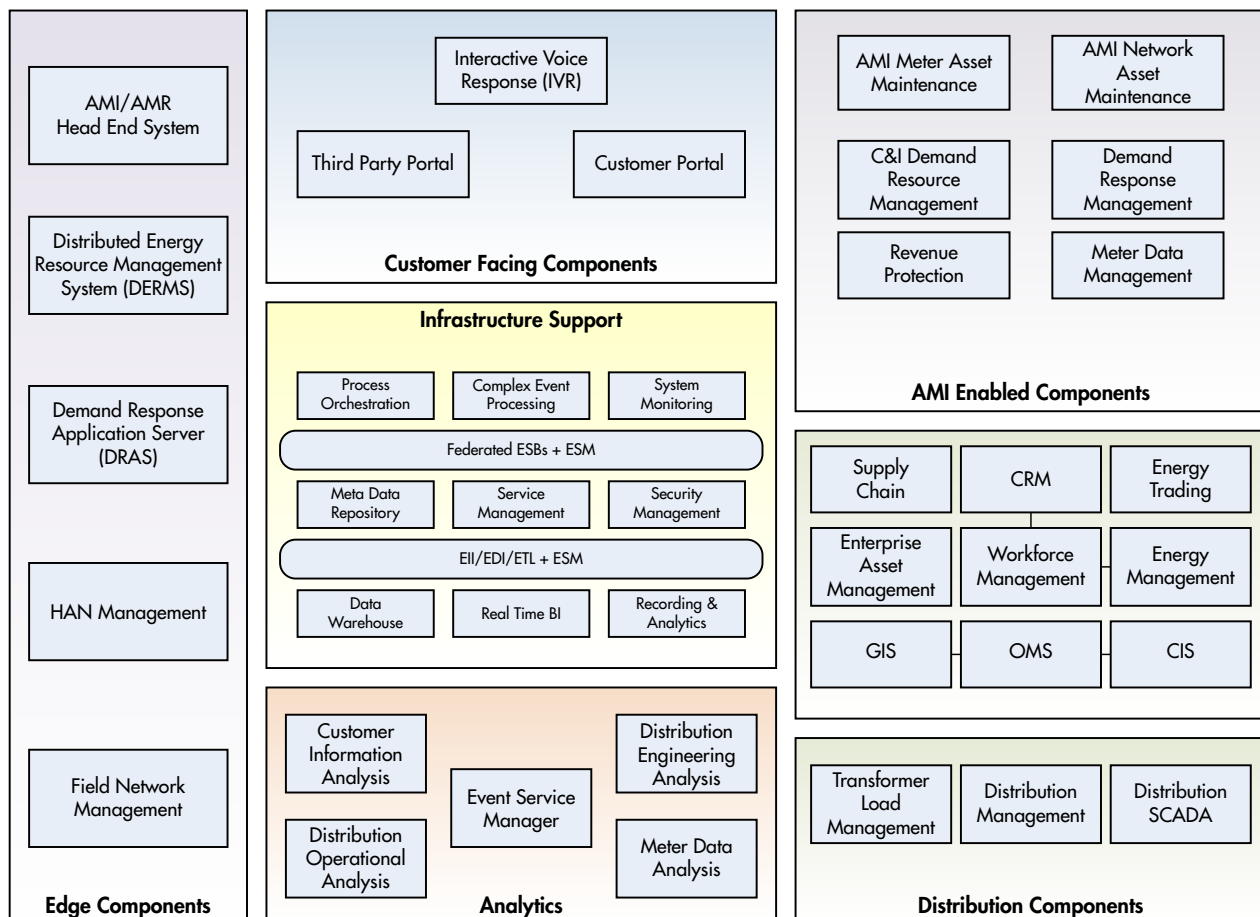 AMI/AMR
Head End System
Distributed Energy
Resource Management
System (DERMS)
Demand Response
Application Server
(DRAS)
HAN Management
Field Network
Management
Edge Components
Interactive Voice
Response (IVR)
Third Party Portal
Customer Portal
Customer Facing Components
Infrastructure Support
Process
Orchestration
Complex Event
Processing
System
Monitoring
Federated ESBs + ESM
Meta Data
Repository
Service
Management
Security
Management
EII/EDI/ETL + ESM
Data
Warehouse
Real Time BI
Recording &
Analytics
Customer
Information
Analysis
Distribution
Engineering
Analysis
Event Service
Manager
Distribution
Operational
Analysis
Meter Data
Analysis
Analytics
AMI Meter Asset
Maintenance
AMI Network
Asset
Maintenance
C&I Demand
Resource
Management
Demand
Response
Management
Revenue
Protection
Meter Data
Management
AMI Enabled Components
Supply
Chain
CRM
Energy
Trading
Enterprise
Asset
Management
Workforce
Management
Energy
Management
GIS
OMS
CIS
Transformer
Load
Management
Distribution
Management
Distribution
SCADA
Distribution Components